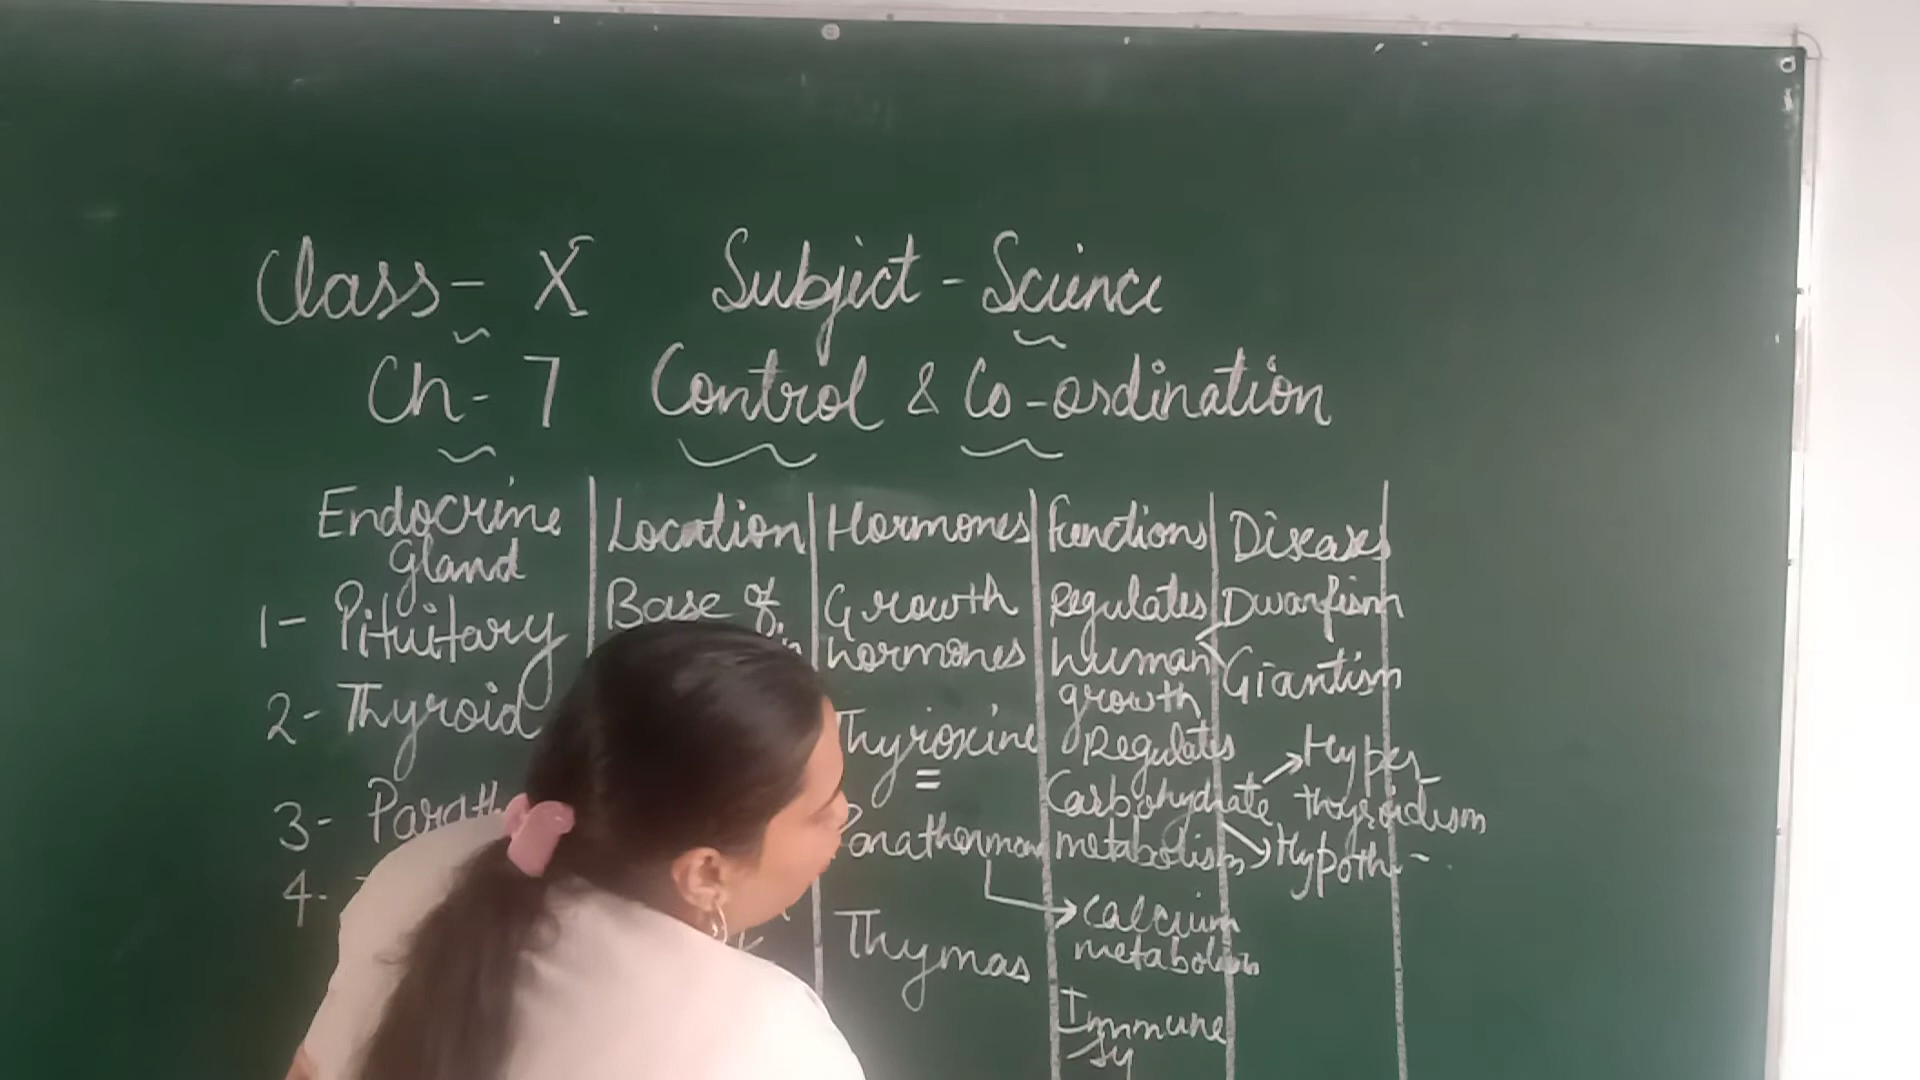 Class - X Subject - Science
Ch - 7 Control & Co-ordination
Endocrine gland | Location | Hormones | Functions | Diseases
1- Pituitary | Base of | Growth hormones | Regulates human growth | Dwarfism Giantism
2- Thyroid | Thyroxine | Regulates Carbohydrate metabolism | Hyper thyroidism Hypoth -
3- Parath
Calcium metabolism
4- | Thymas | Immune sy